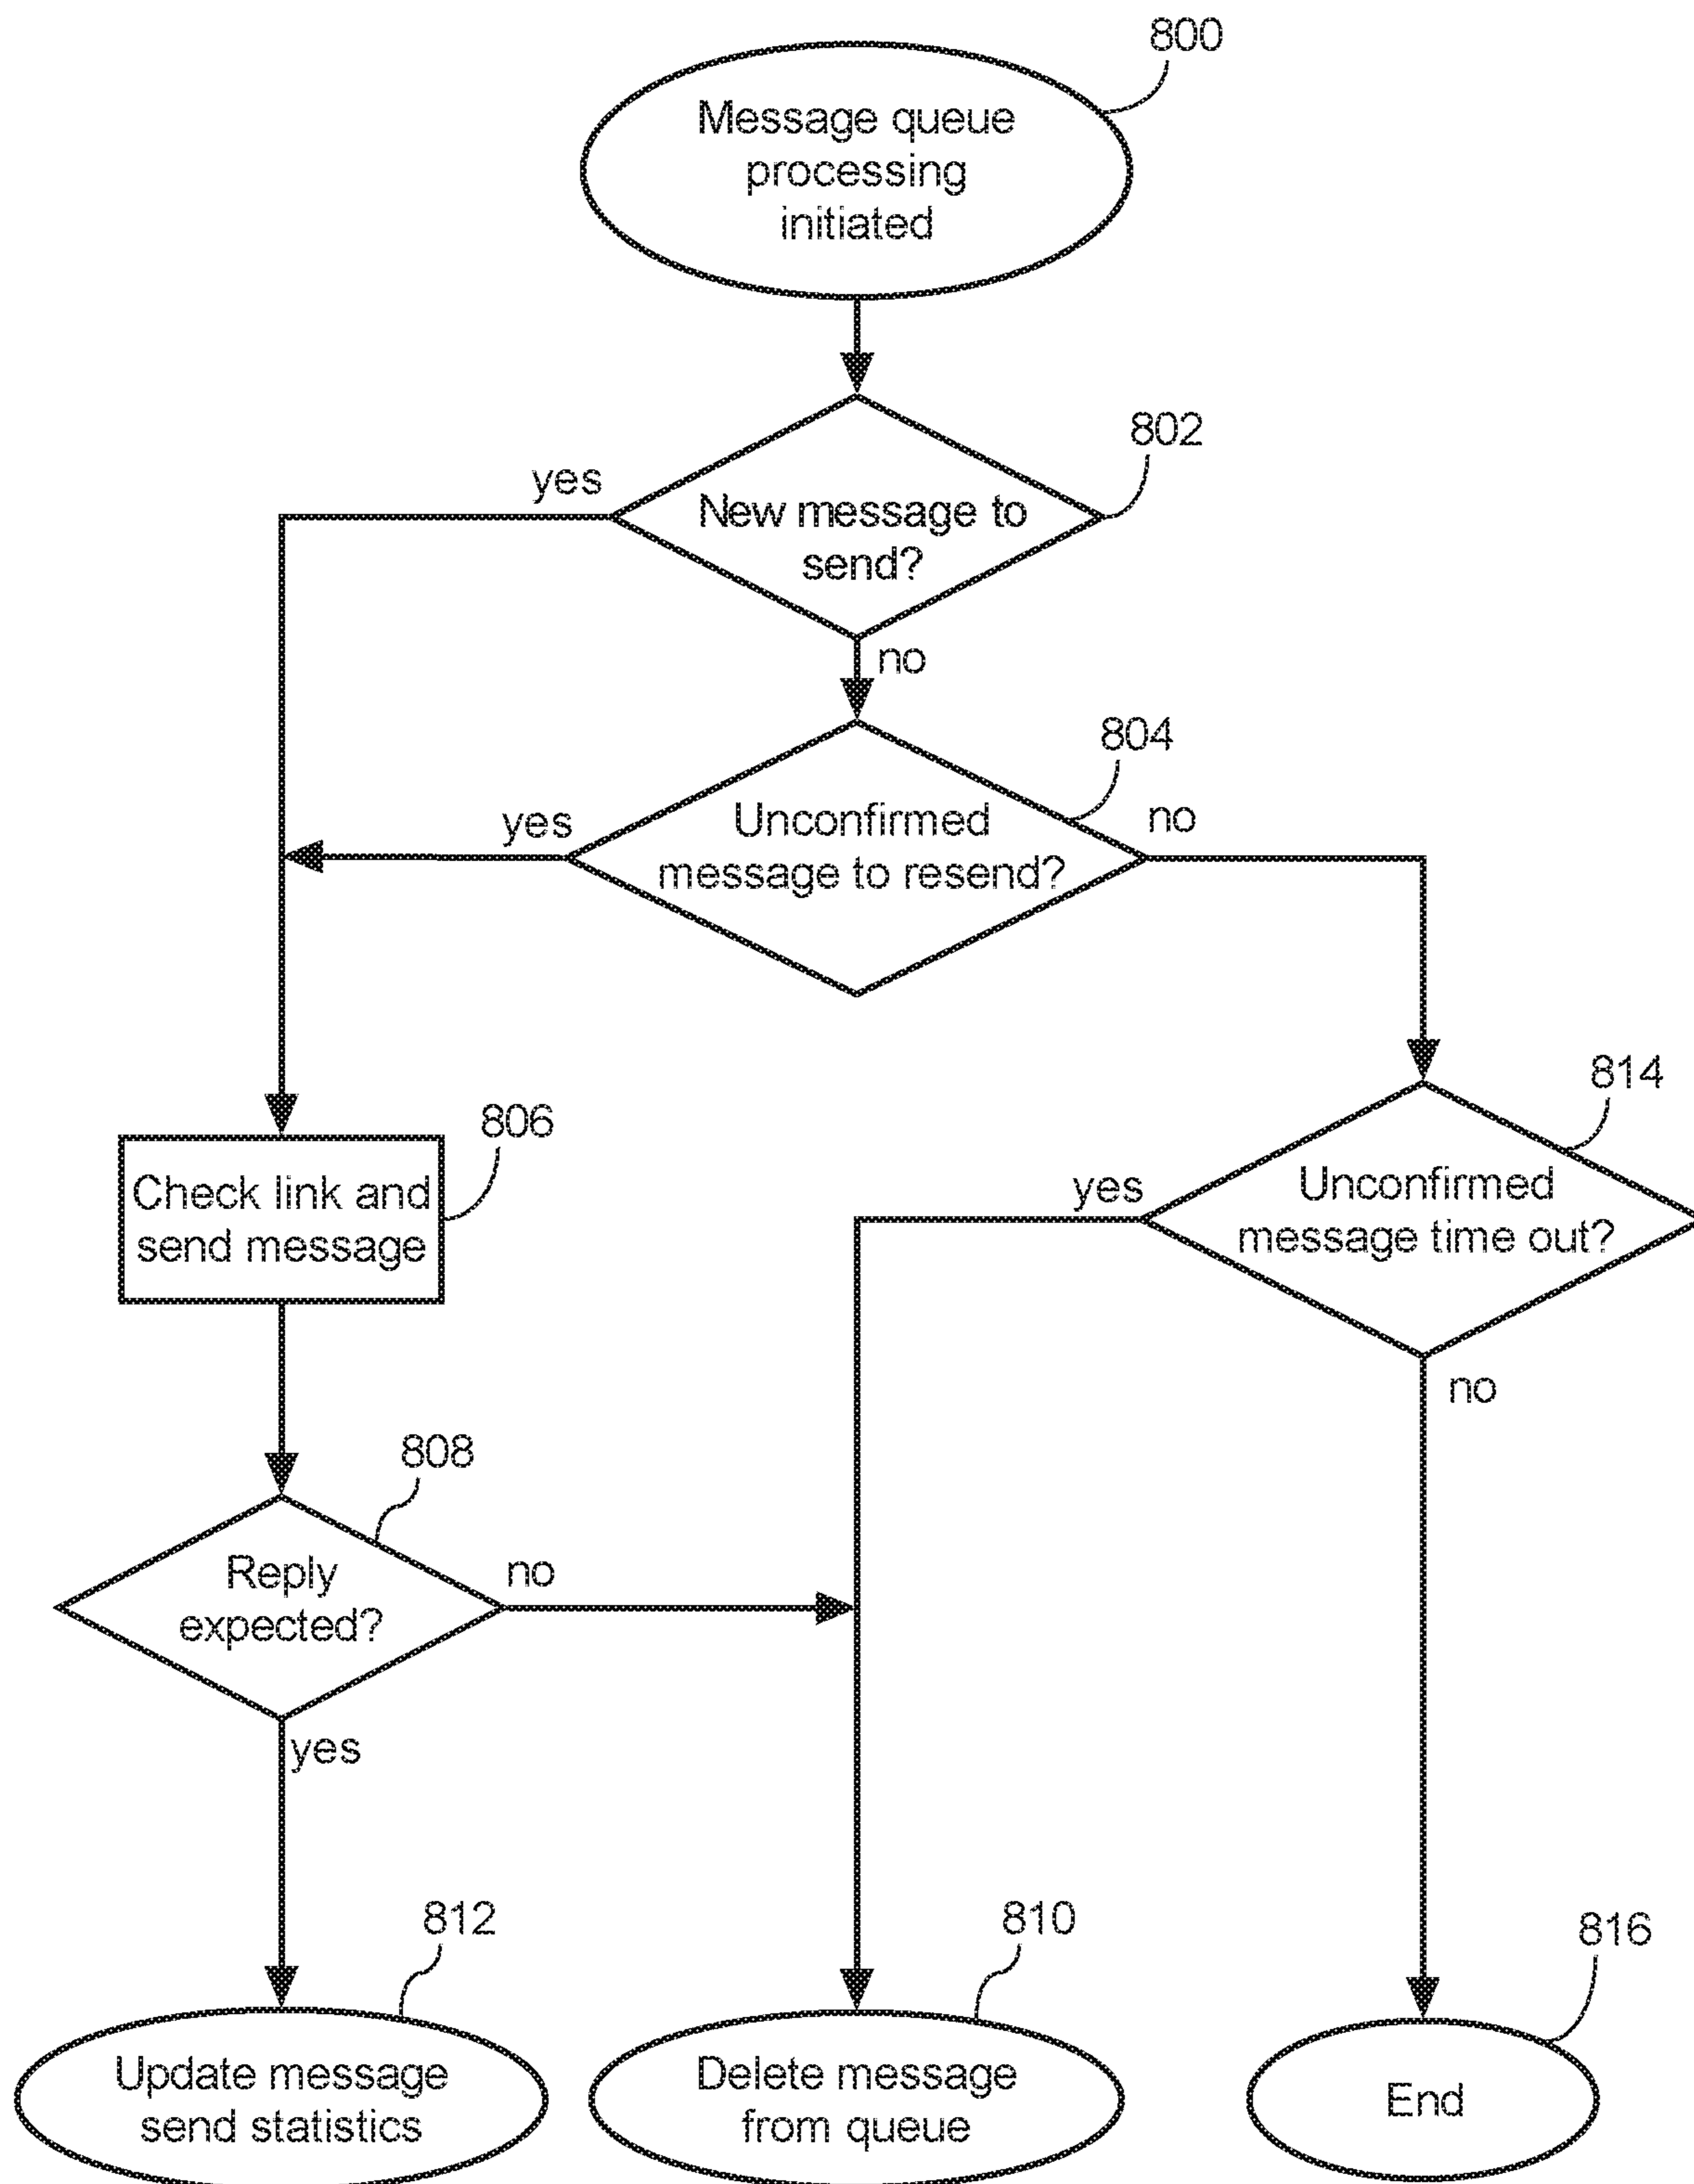 800
Message queue
processing
initiated
802
yes
New message to
send?
no
804
yes
Unconfirmed
message to resend?
no
814
806
Check link and
send message
yes
Unconfirmed
message time out?
no
808
Reply
expected?
no
yes
812
810
816
Update message
send statistics
Delete message
from queue
End